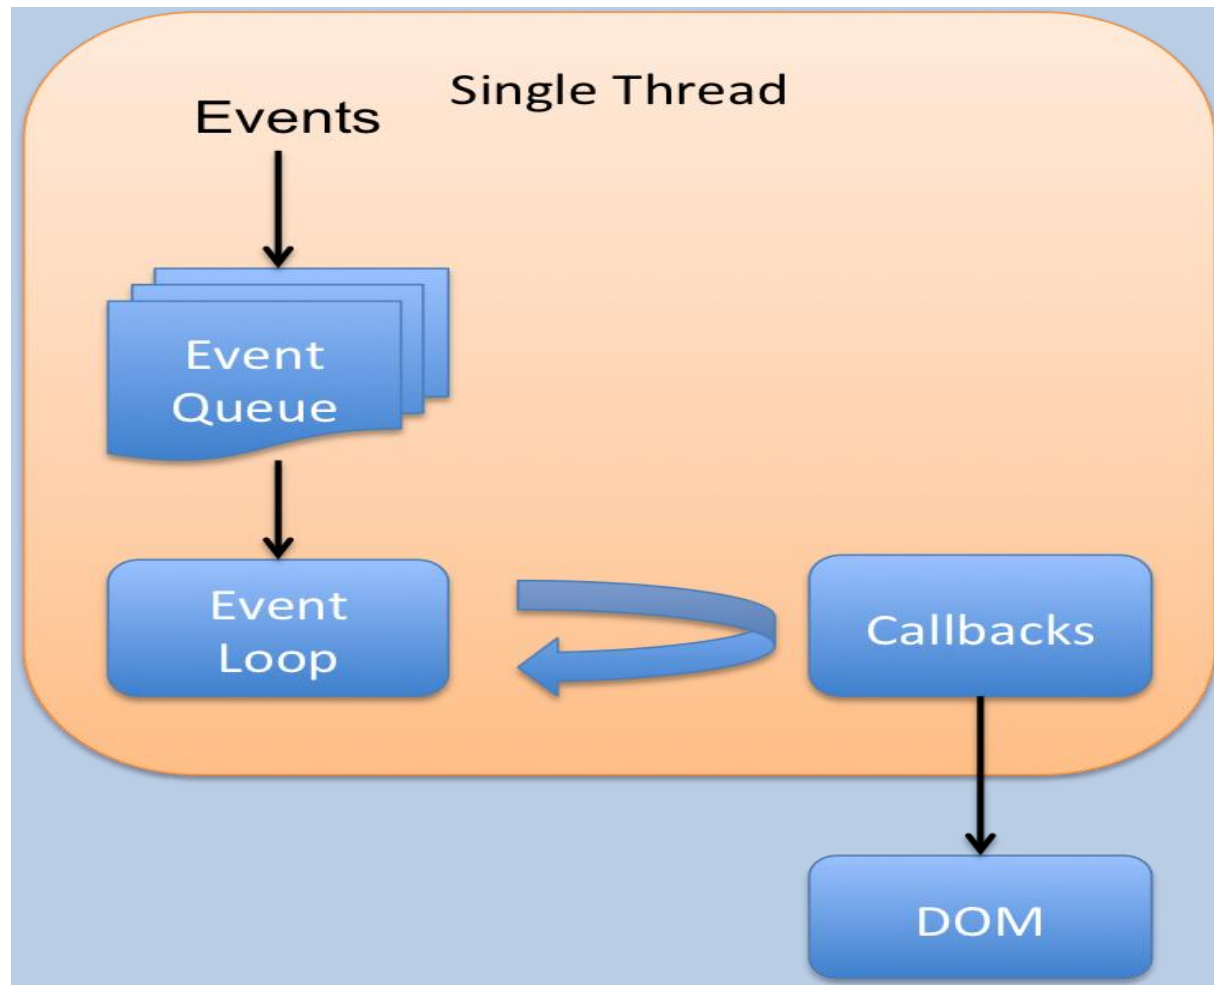 Single Thread
Events
Event
Queue
Event
Loop
Callbacks
DOM